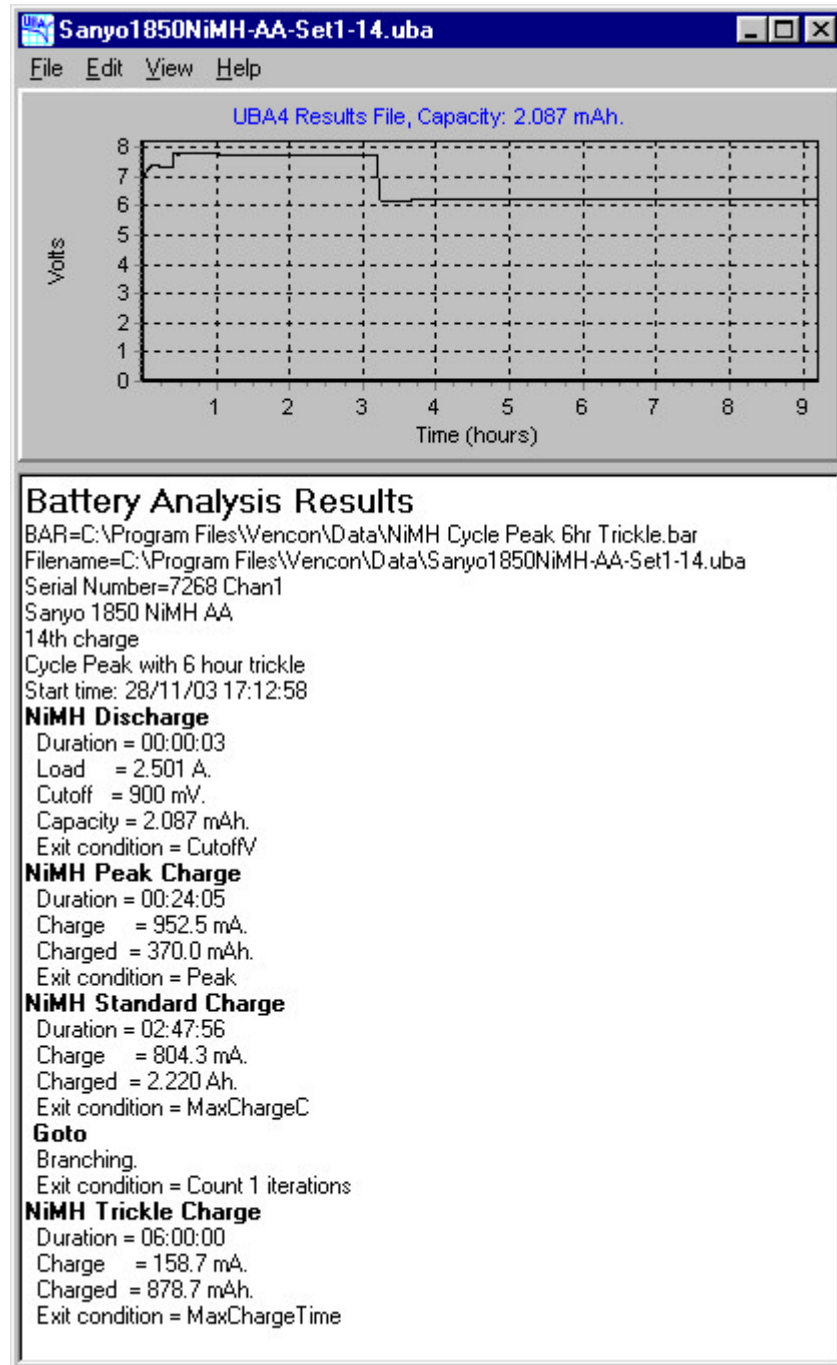 Sanyo1850NiMH-AA-Set1-14.uba
File Edit View Help
UBA4 Results File, Capacity: 2.087 mAh.
8
7
6
5
4
3
2
1
0
Volts
1 2 3 4 5 6 7 8 9
Time (hours)
Battery Analysis Results
BAR=C:\Program Files\Vencon\Data\NiMH Cycle Peak 6hr Trickle.bar
Filename=C:\Program Files\Vencon\Data\Sanyo1850NiMH-AA-Set1-14.uba
Serial Number=7268 Chan1
Sanyo 1850 NiMH AA
14th charge
Cycle Peak with 6 hour trickle
Start time: 28/11/03 17:12:58
NiMH Discharge
Duration = 00:00:03
Load = 2.501 A.
Cutoff = 900 mV.
Capacity = 2.087 mAh.
Exit condition = CutoffV
NiMH Peak Charge
Duration = 00:24:05
Charge = 952.5 mA.
Charged = 370.0 mAh.
Exit condition = Peak
NiMH Standard Charge
Duration = 02:47:56
Charge = 804.3 mA.
Charged = 2.220 Ah.
Exit condition = MaxChargeC
Goto
Branching.
Exit condition = Count 1 iterations
NiMH Trickle Charge
Duration = 06:00:00
Charge = 158.7 mA.
Charged = 878.7 mAh.
Exit condition = MaxChargeTime